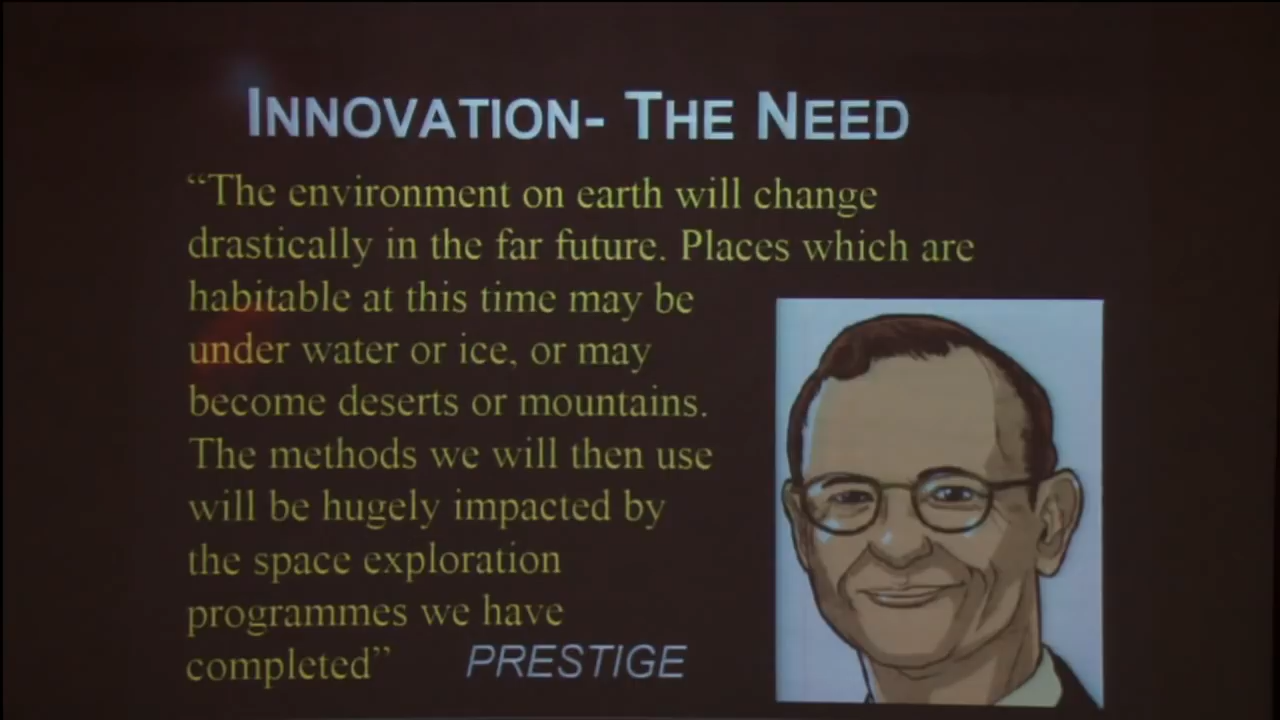 INNOVATION- THE NEED
“The environment on earth will change
drastically in the far future. Places which are
habitable at this time may be
under water or ice, or may
become deserts or mountains.
The methods we will then use
will be hugely impacted by
the space exploration
programmes we have
completed” PRESTIGE